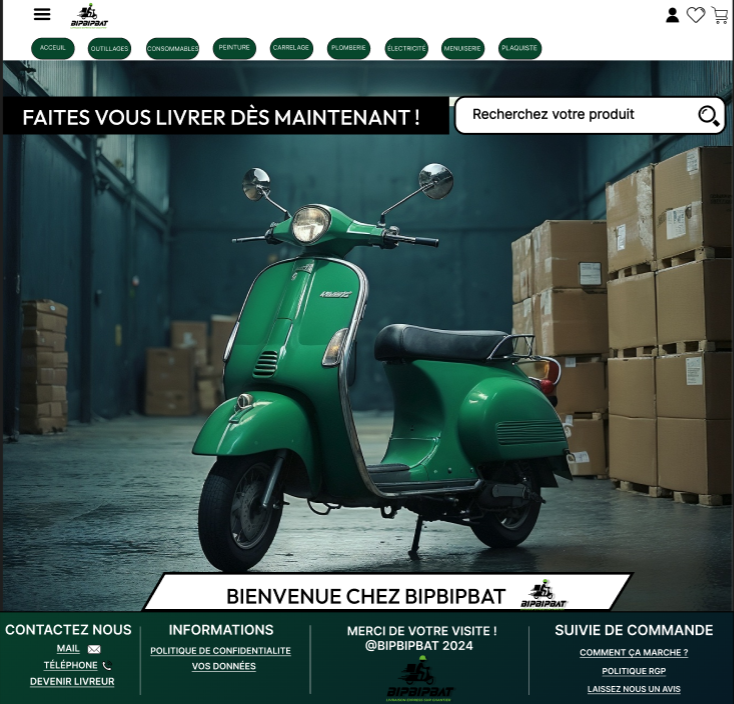 BIPBIPBAT
ACCEUIL
OUTILLAGES
CONSOMMABLES
PEINTURE
CARRELAGE
PLOMBERIE
ÉLECTRICITÉ
MENUISERIE
PLAQUISTE
FAITES VOUS LIVRER DÈS MAINTENANT !
Recherchez votre produit
BIENVENUE CHEZ BIPBIPBAT
BIPBIPBAT
CONTACTEZ NOUS
MAIL
TÉLÉPHONE
DEVENIR LIVREUR
INFORMATIONS
POLITIQUE DE CONFIDENTIALITE
VOS DONNÉES
MERCI DE VOTRE VISITE !
@BIPBIPBAT 2024
BIPBIPBAT
SUIVIE DE COMMANDE
COMMENT ÇA MARCHE ?
POLITIQUE RGP
LAISSEZ NOUS UN AVIS